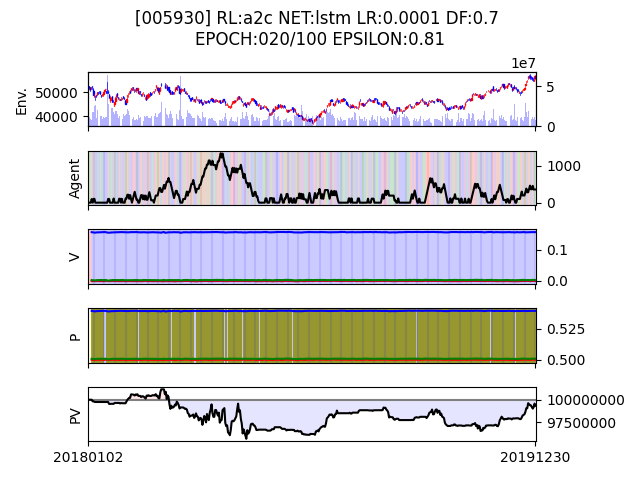 [005930] RL:a2c NET:lstm LR:0.0001 DF:0.7
EPOCH:020/100 EPSILON:0.81
1e7
Env.
50000
40000
5
0
Agent
1000
0
V
0.1
0.0
P
0.525
0.500
PV
100000000
97500000
20180102
20191230